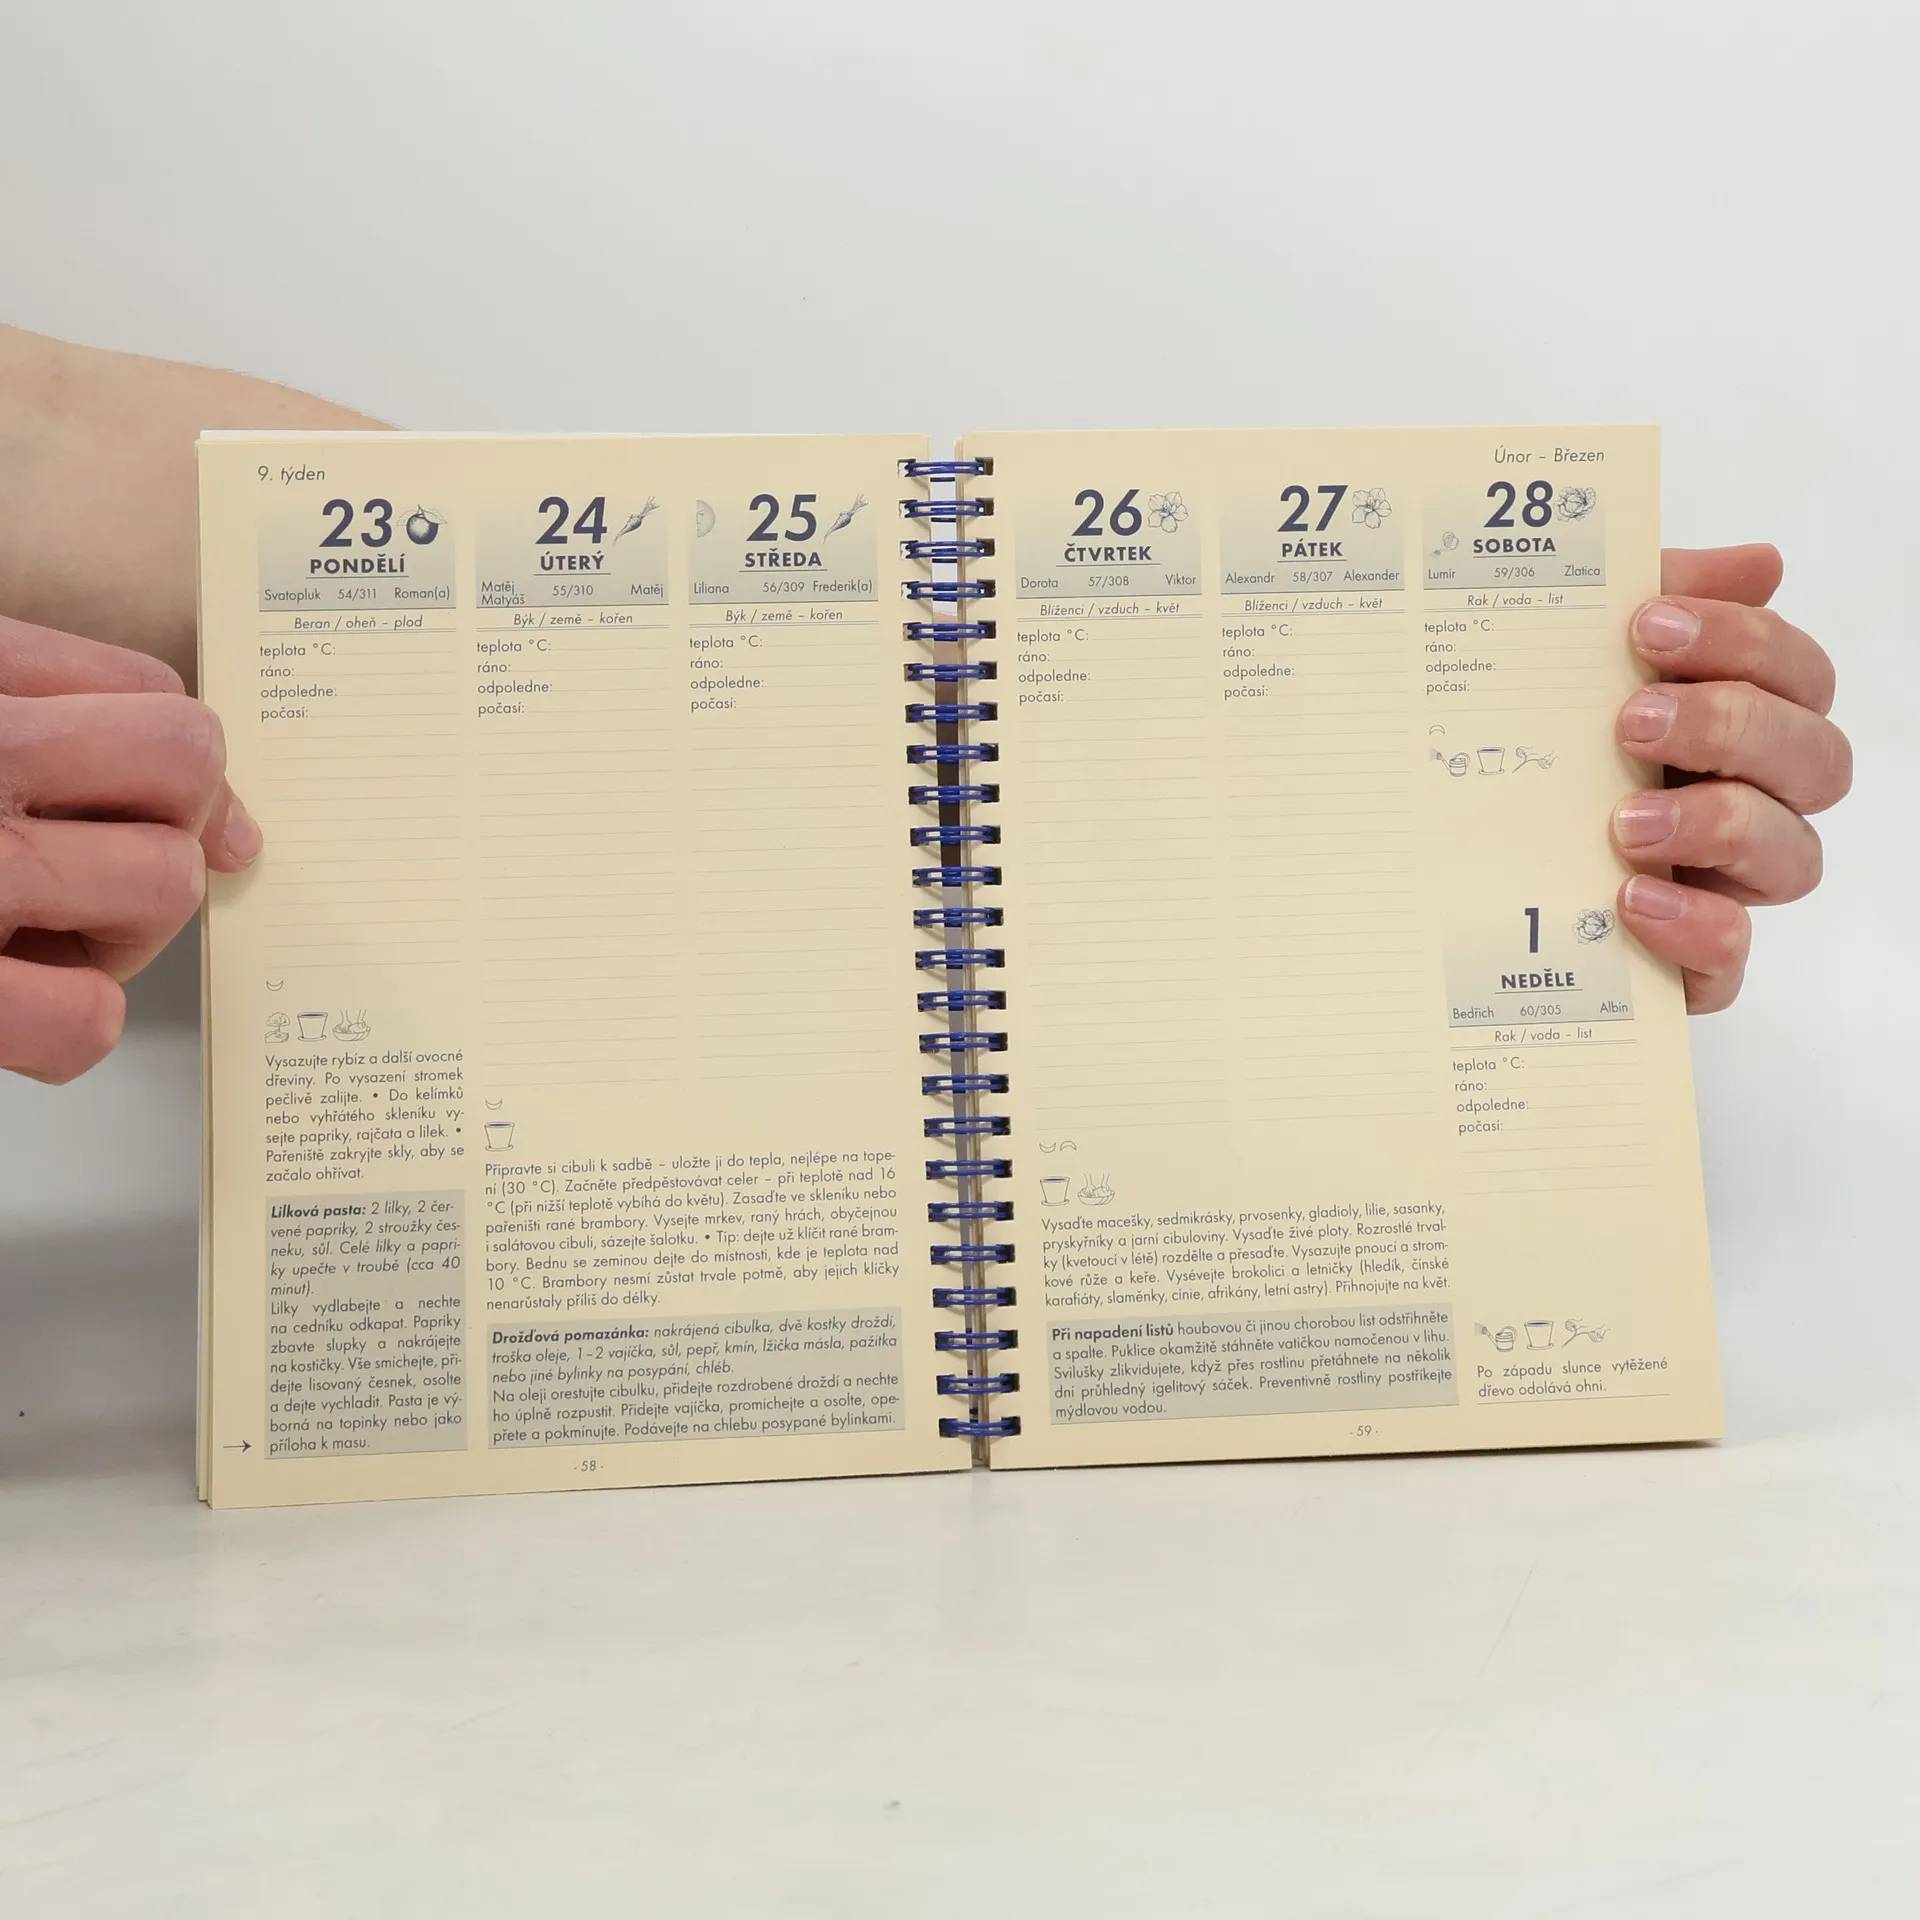 9. týden
23
PONDĚLÍ
Svatopluk 54/311 Roman(a)
Beran / oheň – plod
teplota °C:
ráno:
odpoledne:
počasí:
Vysazujte rybíz a další ovocné
dřeviny. Po vysazení stromek
pečlivě zalijte. • Do kelímků
nebo vyhřátého skleníku vy-
sejte papriky, rajčata a lilek. •
Pařeniště zakryjte skly, aby se
začalo ohřívat.
Lilková pasta: 2 lilky, 2 čer-
vené papriky, 2 stroužky čes-
neku, sůl. Celé lilky a papri-
ky upečte v troubě (cca 40
minut).
Lilky vydlabejte a nechte
na cedníku odkapat. Papriky
zbavte slupky a nakrájejte
na kostičky. Vše smíchejte, při-
dejte lisovaný česnek, osolte
a dejte vychladit. Pasta je vý-
borná na topinky nebo jako
příloha k masu.
24
ÚTERÝ
Matěj
Matyáš 55/310 Matěj
Býk / země – kořen
teplota °C:
ráno:
odpoledne:
počasí:
25
STŘEDA
Liliana 56/309 Frederik(a)
Býk / země – kořen
teplota °C:
ráno:
odpoledne:
počasí:
Připravte si cibuli k sadbě – uložte ji do tepla, nejlépe na tope-
ní (30 °C). Začněte předpěstovávat celer – při teplotě nad 16
°C (při nižší teplotě vybíhá do květu). Zasaďte ve skleníku nebo
pařeništi rané brambory. Vysejte mrkev, raný hrách, obyčejnou
i salátovou cibuli, sázejte šalotku. • Tip: dejte už klíčit rané bram-
bory. Bednu se zeminou dejte do místnosti, kde je teplota nad
10 °C. Brambory nesmí zůstat trvale potmě, aby jejich klíčky
nenarůstaly příliš do délky.
Drožďová pomazánka: nakrájená cibulka, dvě kostky droždí,
troška oleje, 1–2 vajíčka, sůl, pepř, kmín, lžička másla, pažitka
nebo jiné bylinky na posypání, chléb.
Na oleji orestujte cibulku, přidejte rozdrobené droždí a nechte
ho úplně rozpustit. Přidejte vajíčka, promíchejte a osolte, ope-
přete a pokmínujte. Podávejte na chlebu posypané bylinkami.
- 58 -
Únor – Březen
26
ČTVRTEK
Dorota 57/308 Viktor
Blíženci / vzduch – květ
teplota °C:
ráno:
odpoledne:
počasí:
27
PÁTEK
Alexandr 58/307 Alexander
Blíženci / vzduch – květ
teplota °C:
ráno:
odpoledne:
počasí:
Vysaďte macešky, sedmikrásky, prvosenky, gladioly, lilie, sasanky,
pryskyřníky a jarní cibuloviny. Vysaďte živé ploty. Rozrostlé trval-
ky (kvetoucí v létě) rozdělte a přesaďte. Vysazujte pnoucí a strom-
kové růže a keře. Vysévejte brokolici a letničky (hledík, čínské
karafiáty, slaměnky, cínie, afrikány, letní astry). Přihnojujte na květ.
Při napadení listů houbovou či jinou chorobou list odstřihněte
a spalte. Puklice okamžitě stáhněte vatičkou namočenou v lihu.
Svilušky zlikvidujete, když přes rostlinu přetáhnete na několik
dní průhledný igelitový sáček. Preventivně rostliny postříkejte
mýdlovou vodou.
28
SOBOTA
Lumír 59/306 Zlatica
Rak / voda – list
teplota °C:
ráno:
odpoledne:
počasí:
1
NEDĚLE
Bedřich 60/305 Albín
Rak / voda – list
teplota °C:
ráno:
odpoledne:
počasí:
Po západu slunce vytěžené
dřevo odolává ohni.
- 59 -